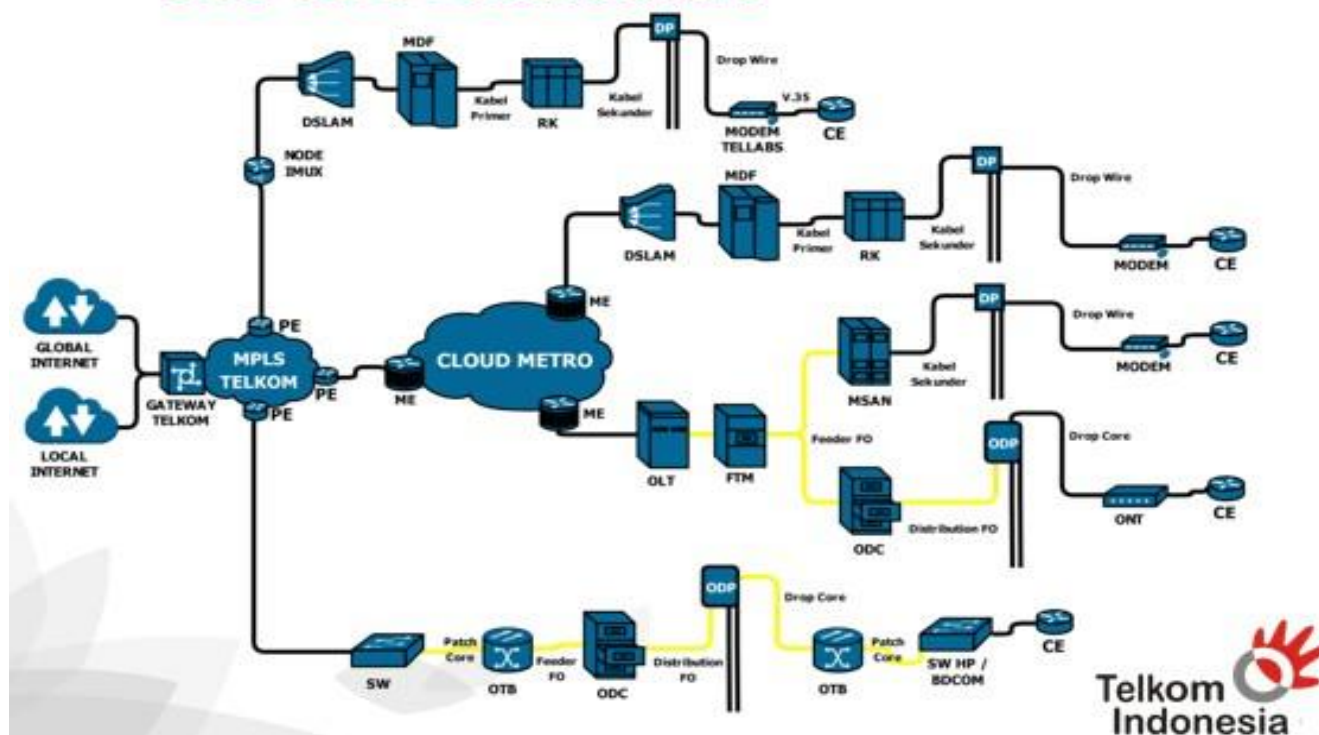 DP
MDF
Drop Wire
V.35
Kabel
Primer
Kabel
Sekunder
DSLAM
RK
MODEM
TELLABS
CE
NODE
IMUX
DP
MDF
Drop Wire
Kabel
Primer
Kabel
Sekunder
DSLAM
RK
MODEM
CE
ME
DP
Drop Wire
PE
GLOBAL
INTERNET
MPLS
TELKOM
CLOUD METRO
Kabel
Sekunder
MODEM
CE
MSAN
PE
ME
GATEWAY
TELKOM
PE
ME
LOCAL
INTERNET
Feeder FO
ODP
Drop Core
OLT
FTM
ONT
CE
ODC
Distribution FO
ODP
Drop Core
Patch
Core
Feeder
FO
Distribution
FO
Patch
Core
SW
OTB
ODC
OTB
SW HP /
BDCOM
CE
Telkom
Indonesia